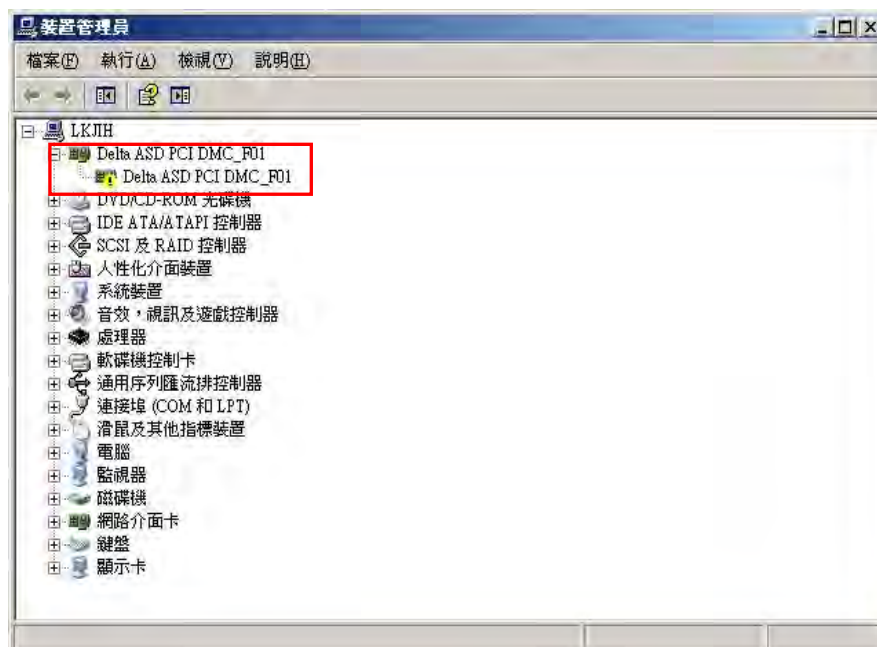 裝置管理員
檔案(F) 執行(A) 檢視(V) 說明(H)
LKJIH
Delta ASD PCI DMC_F01
Delta ASD PCI DMC_F01
DVD/CD-ROM 光碟機
IDE ATA/ATAPI 控制器
SCSI 及 RAID 控制器
人性化介面裝置
系統裝置
音效，視訊及遊戲控制器
處理器
軟碟機控制卡
通用序列匯流排控制器
連接埠 (COM 和 LPT)
滑鼠及其他指標裝置
電腦
監視器
磁碟機
網路介面卡
鍵盤
顯示卡